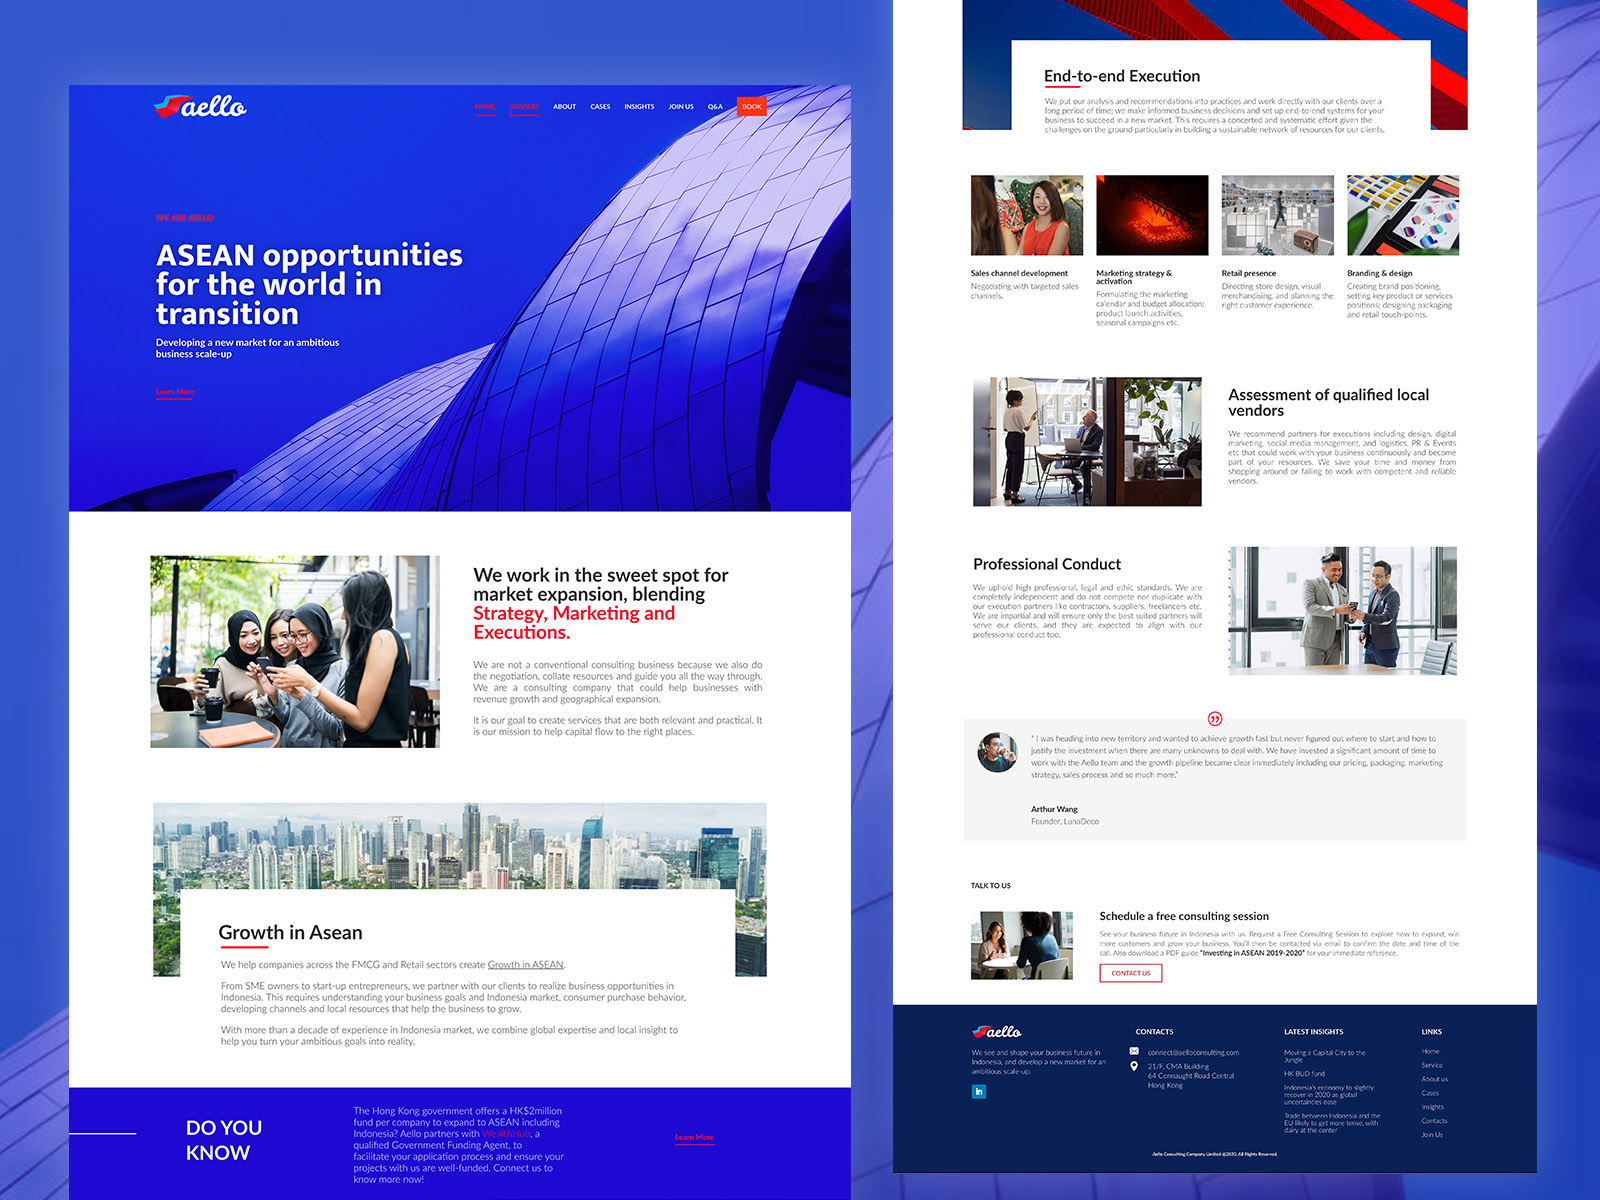 aello
HOME SERVICES ABOUT CASES INSIGHTS JOIN US Q&A BOOK
WE ARE AELLO
ASEAN opportunities
for the world in
transition
Developing a new market for an ambitious
business scale-up
Learn More
We work in the sweet spot for
market expansion, blending
Strategy, Marketing and
Executions.
We are not a conventional consulting business because we also do
the negotiation, collate resources and guide you all the way through.
We are a consulting company that could help businesses with
revenue growth and geographical expansion.
It is our goal to create services that are both relevant and practical. It
is our mission to help capital flow to the right places.
Growth in Asean
We help companies across the FMCG and Retail sectors create Growth in ASEAN.
From SME owners to start-up entrepreneurs, we partner with our clients to realize business opportunities in
Indonesia. This requires understanding your business goals and Indonesia market, consumer purchase behavior,
developing channels and local resources that help the business to grow.
With more than a decade of experience in Indonesia market, we combine global expertise and local insight to
help you turn your ambitious goals into reality.
DO YOU
KNOW
The Hong Kong government offers a HK$2million
fund per company to expand to ASEAN including
Indonesia? Aello partners with WealthHub, a
qualified Government Funding Agent, to
facilitate your application process and ensure your
projects with us are well-funded. Connect us to
know more now!
Learn More
End-to-end Execution
We put our analysis and recommendations into practices and work directly with our clients over a
long period of time; we make informed business decisions and set up end-to-end systems for your
business to succeed in a new market. This requires a concerted and systematic effort given the
challenges on the ground particularly in building a sustainable network of resources for our clients.
Sales channel development
Negotiating with targeted sales
channels.
Marketing strategy &
activation
Formulating the marketing
calendar and budget allocation;
product launch activities,
seasonal campaigns etc.
Retail presence
Directing store design, visual
merchandising, and planning the
right customer experience.
Branding & design
Creating brand positioning,
setting key product or services
positions; designing packaging
and retail touch-points.
Assessment of qualified local
vendors
We recommend partners for executions including design, digital
marketing, social media management, and logistics, PR & Events
etc that could work with your business continuously and become
part of your resources. We save your time and money from
shopping around or failing to work with competent and reliable
vendors.
Professional Conduct
We uphold high professional, legal and ethic standards. We are
completely independent and do not compete nor duplicate with
our execution partners like contractors, suppliers, freelancers etc.
We are impartial and will ensure only the best suited partners will
serve our clients, and they are expected to align with our
professional conduct too.
" I was heading into new territory and wanted to achieve growth fast but never figured out where to start and how to
justify the investment when there are many unknowns to deal with. We have invested a significant amount of time to
work with the Aello team and the growth pipeline became clear immediately including our pricing, packaging, marketing
strategy, sales process and so much more."
Arthur Wang
Founder, LunaDeco
TALK TO US
Schedule a free consulting session
See your business future in Indonesia with us. Request a Free Consulting Session to explore how to expand, win
more customers and grow your business. You'll then be contacted via email to confirm the date and time of the
call. Also download a PDF guide "Investing in ASEAN 2019-2020" for your immediate reference.
CONTACT US
aello
We see and shape your business future in
Indonesia, and develop a new market for an
ambitious scale-up.
in
CONTACTS
connect@aelloconsulting.com
21/F, CMA Building
64 Connaught Road Central
Hong Kong
LATEST INSIGHTS
Moving a Capital City to the
Jungle
HK BUD fund
Indonesia's economy to slightly
recover in 2020 as global
uncertainties ease
Trade between Indonesia and the
EU likely to get more tense, with
dairy at the center
LINKS
Home
Service
About us
Cases
Insights
Contacts
Join Us
Aello Consulting Company Limited @2020. All Rights Reserved.